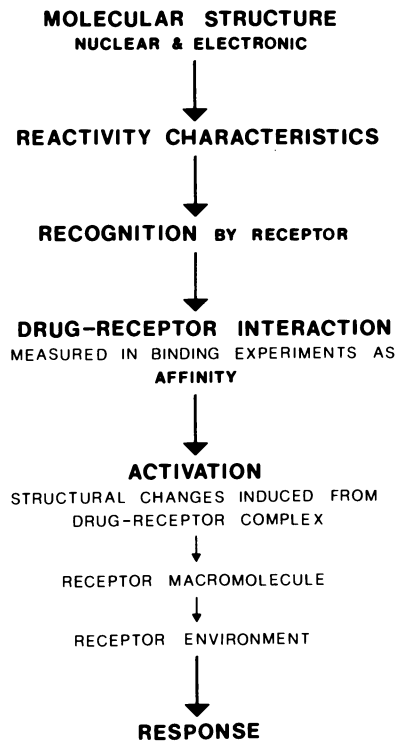 MOLECULAR STRUCTURE
NUCLEAR & ELECTRONIC
REACTIVITY CHARACTERISTICS
RECOGNITION BY RECEPTOR
DRUG-RECEPTOR INTERACTION
MEASURED IN BINDING EXPERIMENTS AS
AFFINITY
ACTIVATION
STRUCTURAL CHANGES INDUCED FROM
DRUG-RECEPTOR COMPLEX
RECEPTOR MACROMOLECULE
RECEPTOR ENVIRONMENT
RESPONSE